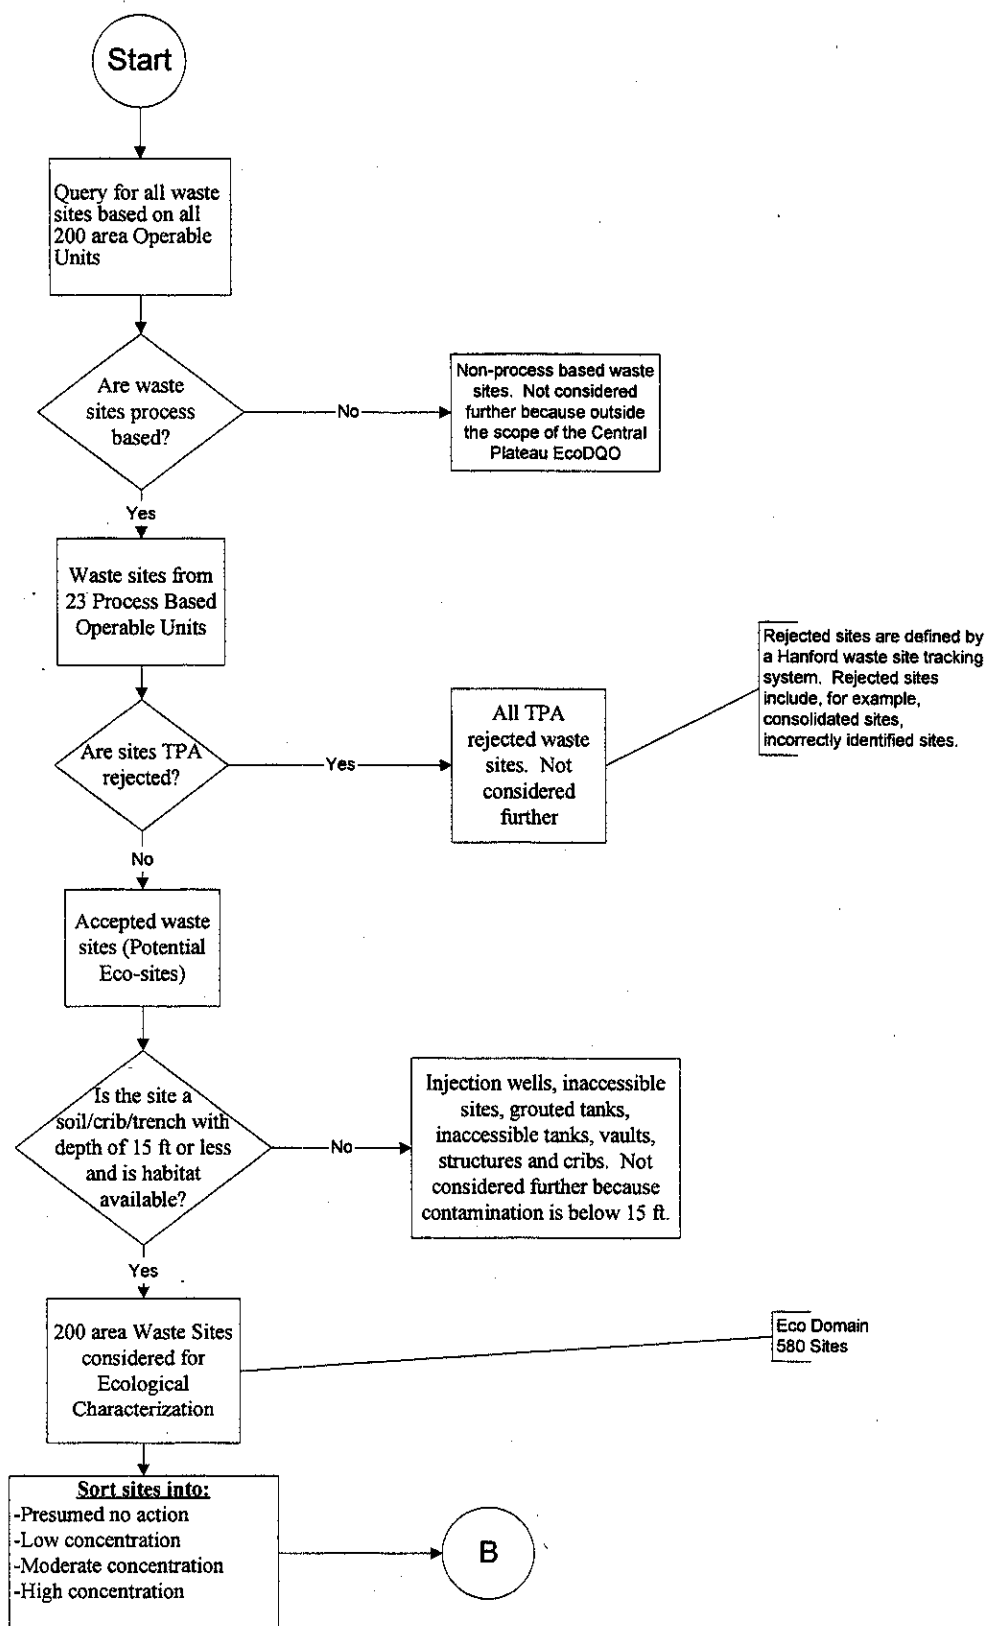 Start
Query for all waste
sites based on all
200 area Operable
Units
Are waste
sites process
based?
No
Non-process based waste
sites. Not considered
further because outside
the scope of the Central
Plateau EcoDQO
Yes
Waste sites from
23 Process Based
Operable Units
Are sites TPA
rejected?
Yes
All TPA
rejected waste
sites. Not
considered
further
Rejected sites are defined by
a Hanford waste site tracking
system. Rejected sites
include, for example,
consolidated sites,
incorrectly identified sites.
No
Accepted waste
sites (Potential
Eco-sites)
Is the site a
soil/crib/trench with
depth of 15 ft or less
and is habitat
available?
No
Injection wells, inaccessible
sites, grouted tanks,
inaccessible tanks, vaults,
structures and cribs. Not
considered further because
contamination is below 15 ft.
Yes
200 area Waste Sites
considered for
Ecological
Characterization
Eco Domain
580 Sites
Sort sites into:
-Presumed no action
-Low concentration
-Moderate concentration
-High concentration
B